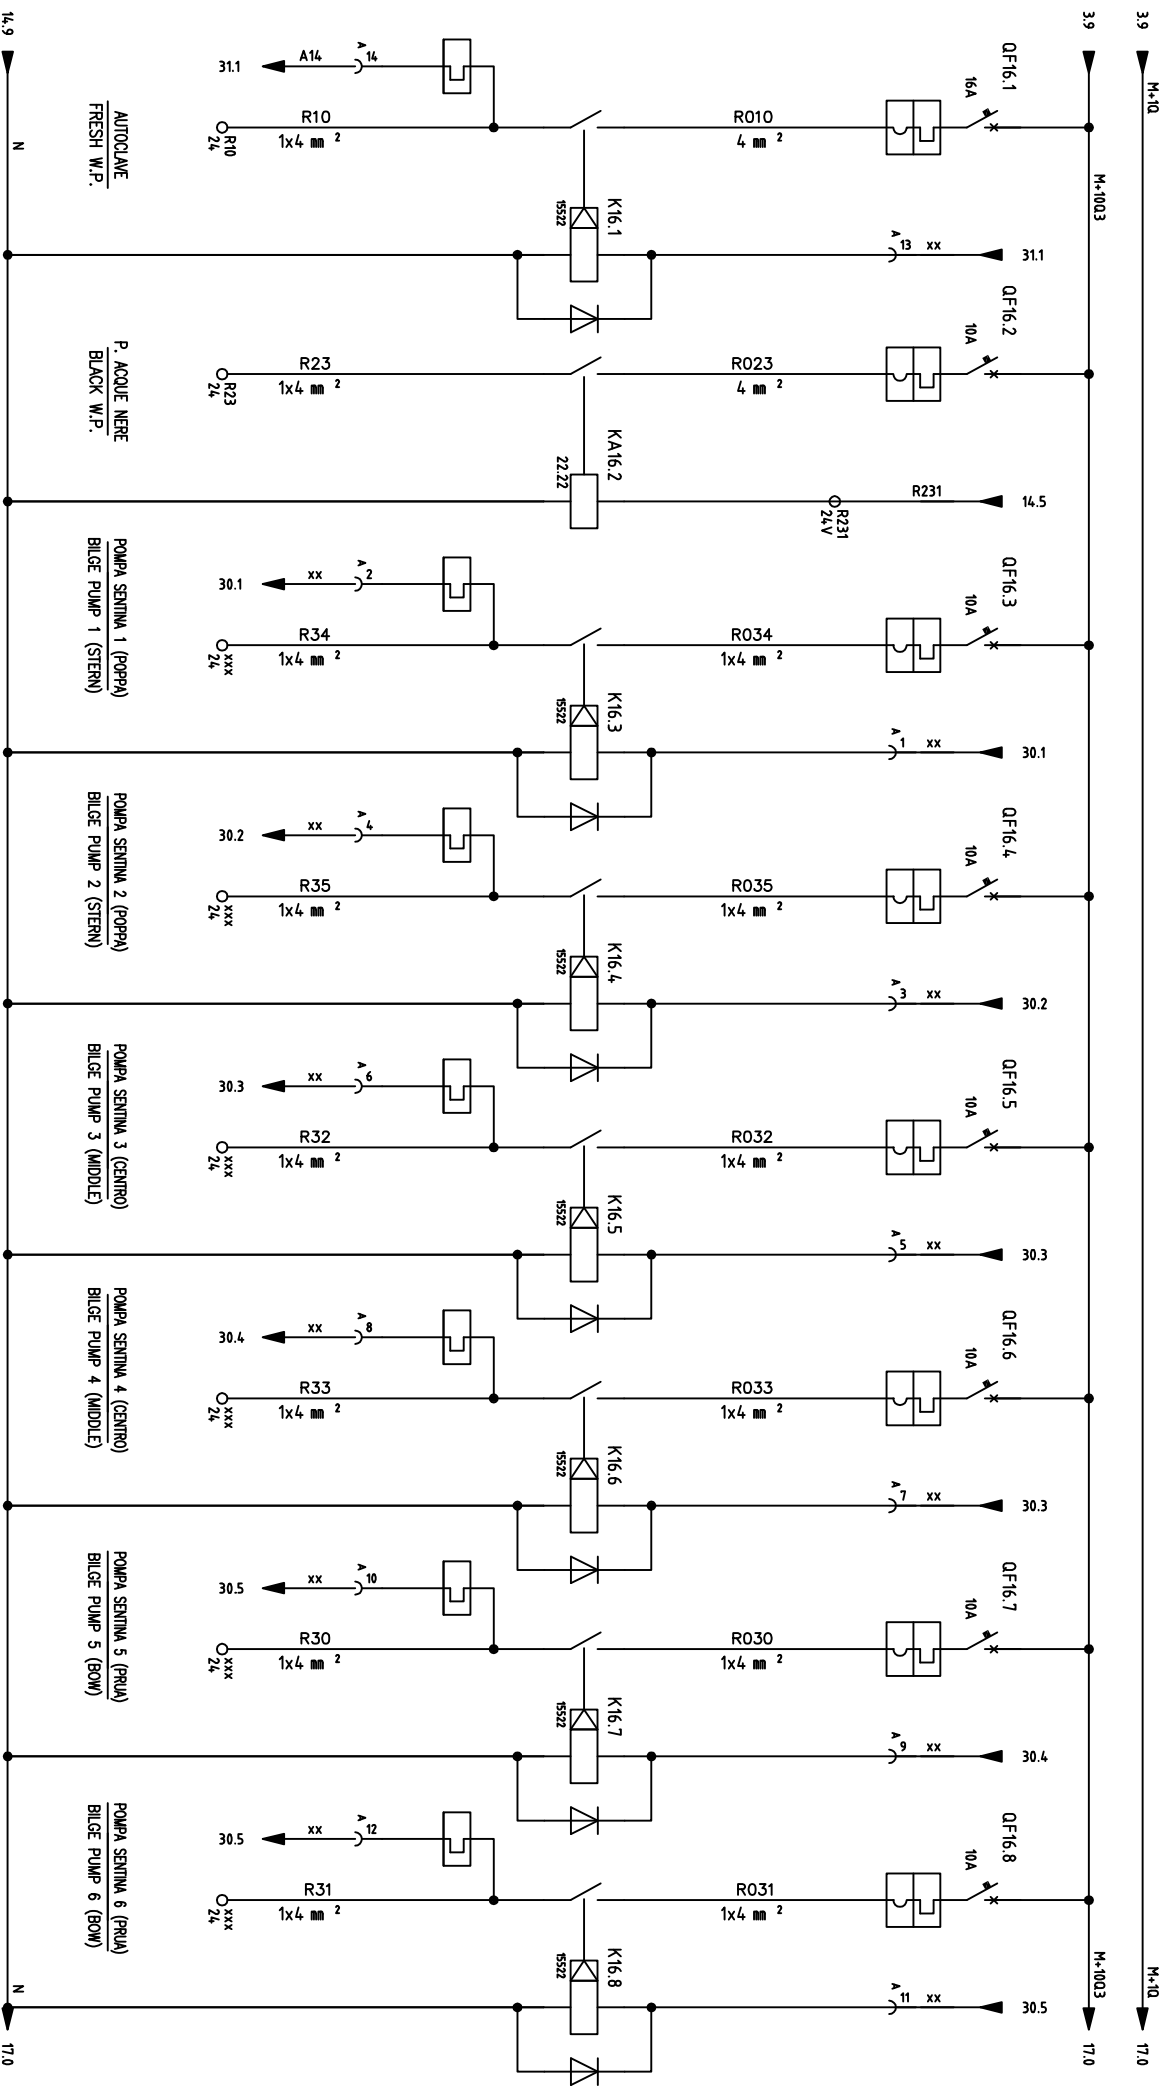 3.9
M+1Q
M+1Q
17.0
3.9
M+10Q3
M+10Q3
17.0
QF16.1
16A
R010
4 mm 2
K16.1
15522
A 14
A14
31.1
R10
1x4 mm 2
R10
24
AUTOCLAVE
FRESH W.P.
31.1
A 13
xx
QF16.2
10A
R023
4 mm 2
KA16.2
22.22
R23
1x4 mm 2
R23
24
P. ACQUE NERE
BLACK W.P.
14.5
R231
R231
24V
QF16.3
10A
R034
1x4 mm 2
K16.3
15522
A 2
xx
30.1
R34
1x4 mm 2
xxx
24
POMPA SENTINA 1 (POPPA)
BILGE PUMP 1 (STERN)
30.1
A 1
xx
QF16.4
10A
R035
1x4 mm 2
K16.4
15522
A 4
xx
30.2
R35
1x4 mm 2
xxx
24
POMPA SENTINA 2 (POPPA)
BILGE PUMP 2 (STERN)
30.2
A 3
xx
QF16.5
10A
R032
1x4 mm 2
K16.5
15522
A 6
xx
30.3
R32
1x4 mm 2
xxx
24
POMPA SENTINA 3 (CENTRO)
BILGE PUMP 3 (MIDDLE)
30.3
A 5
xx
QF16.6
10A
R033
1x4 mm 2
K16.6
15522
A 8
xx
30.4
R33
1x4 mm 2
xxx
24
POMPA SENTINA 4 (CENTRO)
BILGE PUMP 4 (MIDDLE)
30.3
A 7
xx
QF16.7
10A
R030
1x4 mm 2
K16.7
15522
A 10
xx
30.5
R30
1x4 mm 2
xxx
24
POMPA SENTINA 5 (PRUA)
BILGE PUMP 5 (BOW)
30.4
A 9
xx
QF16.8
10A
R031
1x4 mm 2
K16.8
15522
A 12
xx
30.5
R31
1x4 mm 2
xxx
24
POMPA SENTINA 6 (PRUA)
BILGE PUMP 6 (BOW)
30.5
A 11
xx
14.9
N
N
17.0